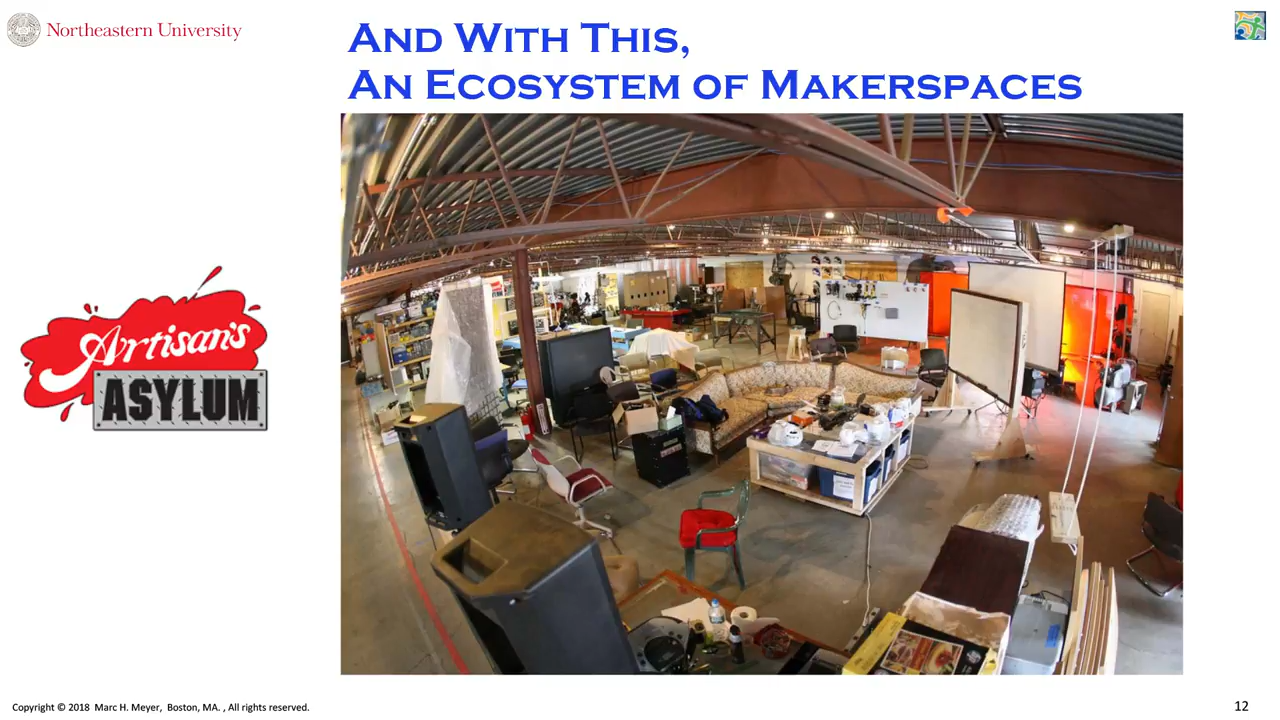 Northeastern University
And With This,
An Ecosystem of Makerspaces
Artisan's
ASYLUM
Copyright © 2018 Marc H. Meyer, Boston, MA. , All rights reserved.
12